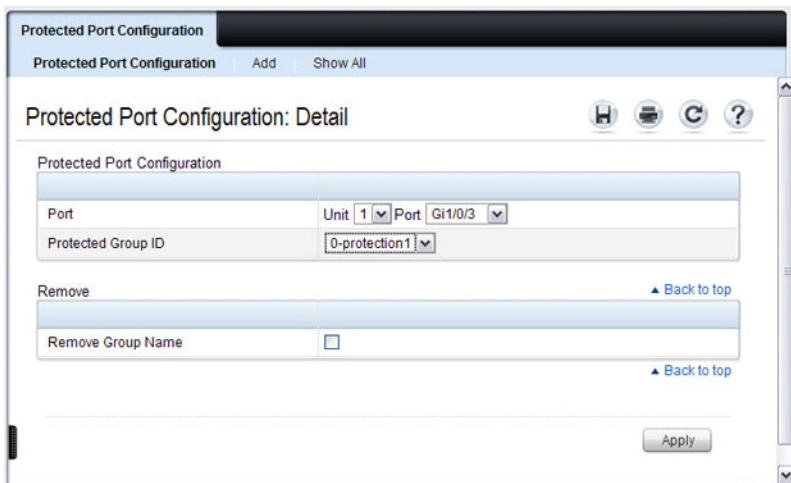 Protected Port Configuration
Protected Port Configuration Add Show All
Protected Port Configuration: Detail
Protected Port Configuration
Port Unit 1 Port Gi1/0/3
Protected Group ID 0-protection1
Remove Back to top
Remove Group Name
Back to top
Apply